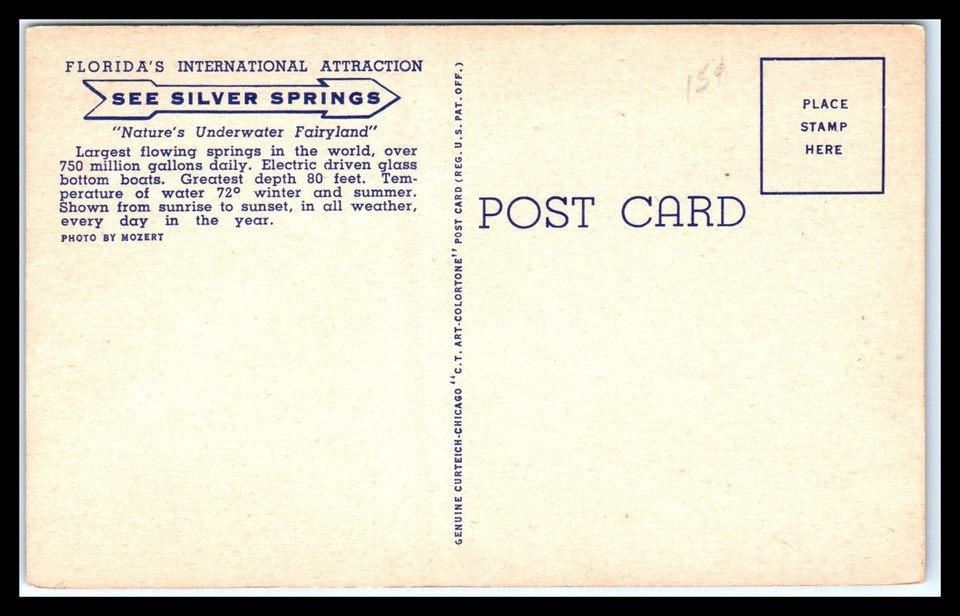 FLORIDA'S INTERNATIONAL ATTRACTION
SEE SILVER SPRINGS
"Nature's Underwater Fairyland"
Largest flowing springs in the world, over
750 million gallons daily. Electric driven glass
bottom boats. Greatest depth 80 feet. Tem-
perature of water 72° winter and summer.
Shown from sunrise to sunset, in all weather,
every day in the year.
PHOTO BY MOZERT
GENUINE CURTEICH-CHICAGO "C.T. ART-COLORTONE" POST CARD (REG. U.S. PAT. OFF.)
15¢
POST CARD
PLACE
STAMP
HERE